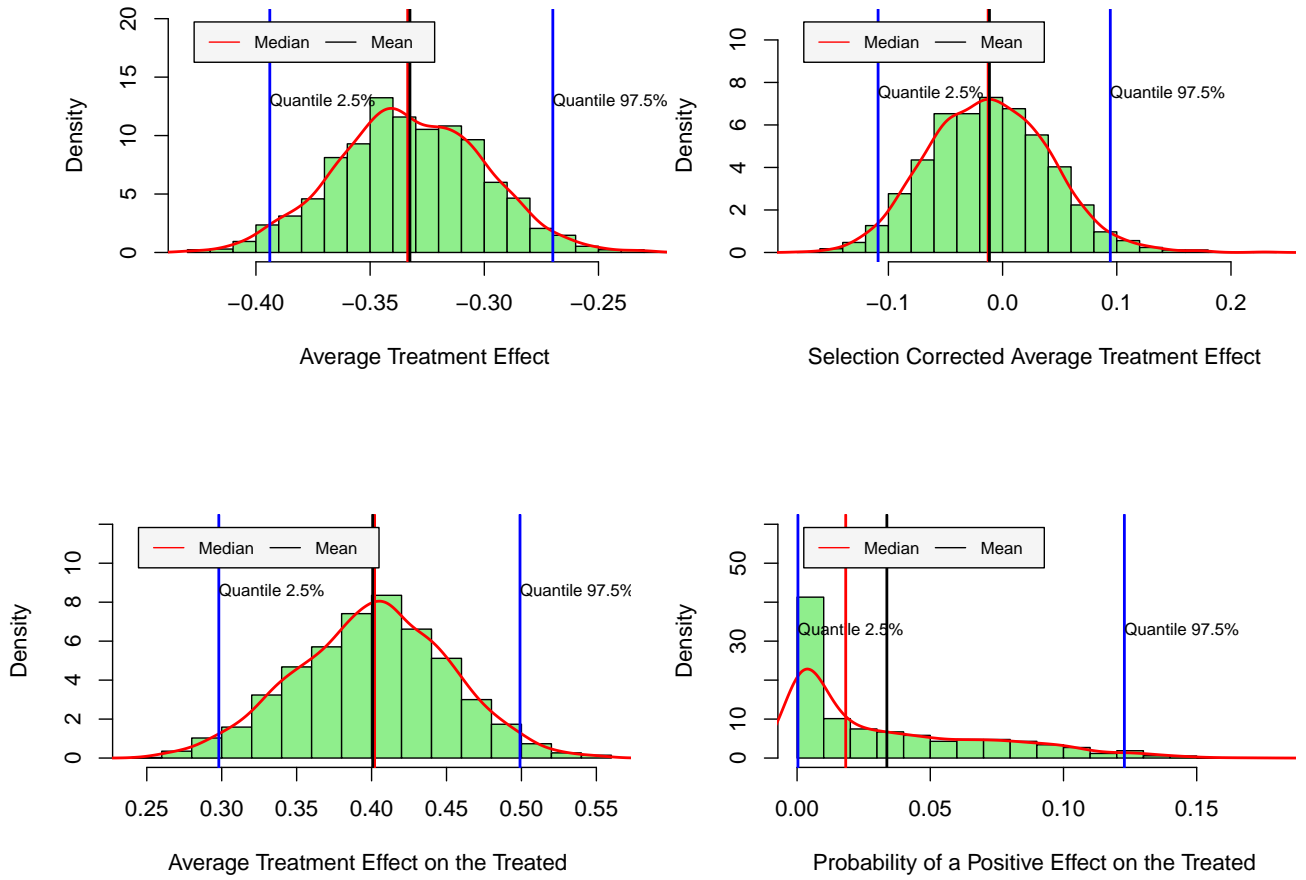 Median Mean
Quantile 2.5% Quantile 97.5%
Density
0 5 10 15 20
−0.40 −0.35 −0.30 −0.25
Average Treatment Effect
Median Mean
Quantile 2.5% Quantile 97.5%
Density
0 2 4 6 8 10
−0.1 0.0 0.1 0.2
Selection Corrected Average Treatment Effect
Median Mean
Quantile 2.5% Quantile 97.5%
Density
0 2 4 6 8 10
0.25 0.30 0.35 0.40 0.45 0.50 0.55
Average Treatment Effect on the Treated
Median Mean
Quantile 2.5% Quantile 97.5%
Density
0 10 30 50
0.00 0.05 0.10 0.15
Probability of a Positive Effect on the Treated